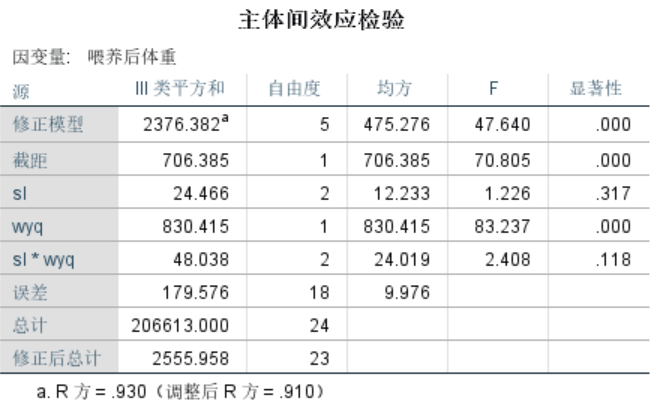 主体间效应检验
因变量: 喂养后体重
源 III 类平方和 自由度 均方 F 显著性
修正模型 2376.382a 5 475.276 47.640 .000
截距 706.385 1 706.385 70.805 .000
sl 24.466 2 12.233 1.226 .317
wyq 830.415 1 830.415 83.237 .000
sl * wyq 48.038 2 24.019 2.408 .118
误差 179.576 18 9.976
总计 206613.000 24
修正后总计 2555.958 23
a. R 方 = .930（调整后 R 方 = .910）